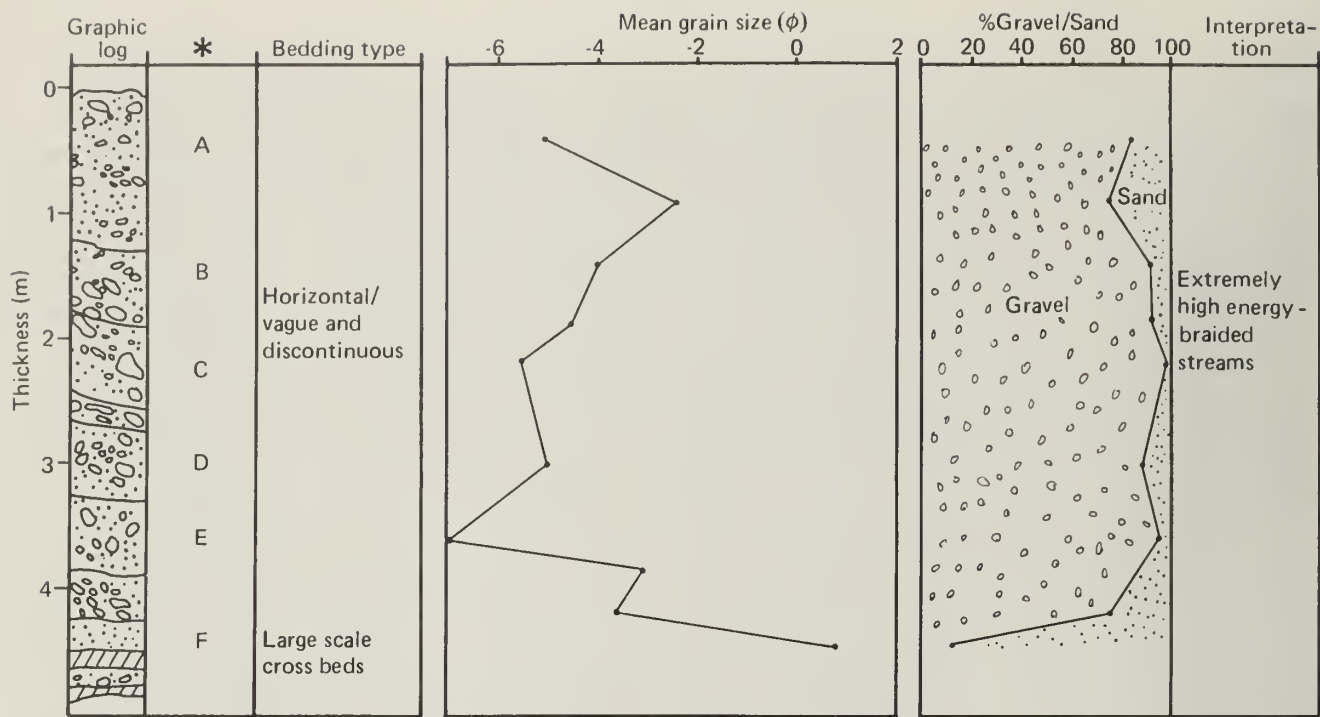 Graphic
log
*
Bedding type
Mean grain size (ϕ)
-6 -4 -2 0 2
%Gravel/Sand
0 20 40 60 80 100
Interpreta-
tion
Thickness (m)
0
1
2
3
4
A
B
C
D
E
F
Horizontal/
vague and
discontinuous
Large scale
cross beds
Sand
Gravel
Extremely
high energy -
braided
streams